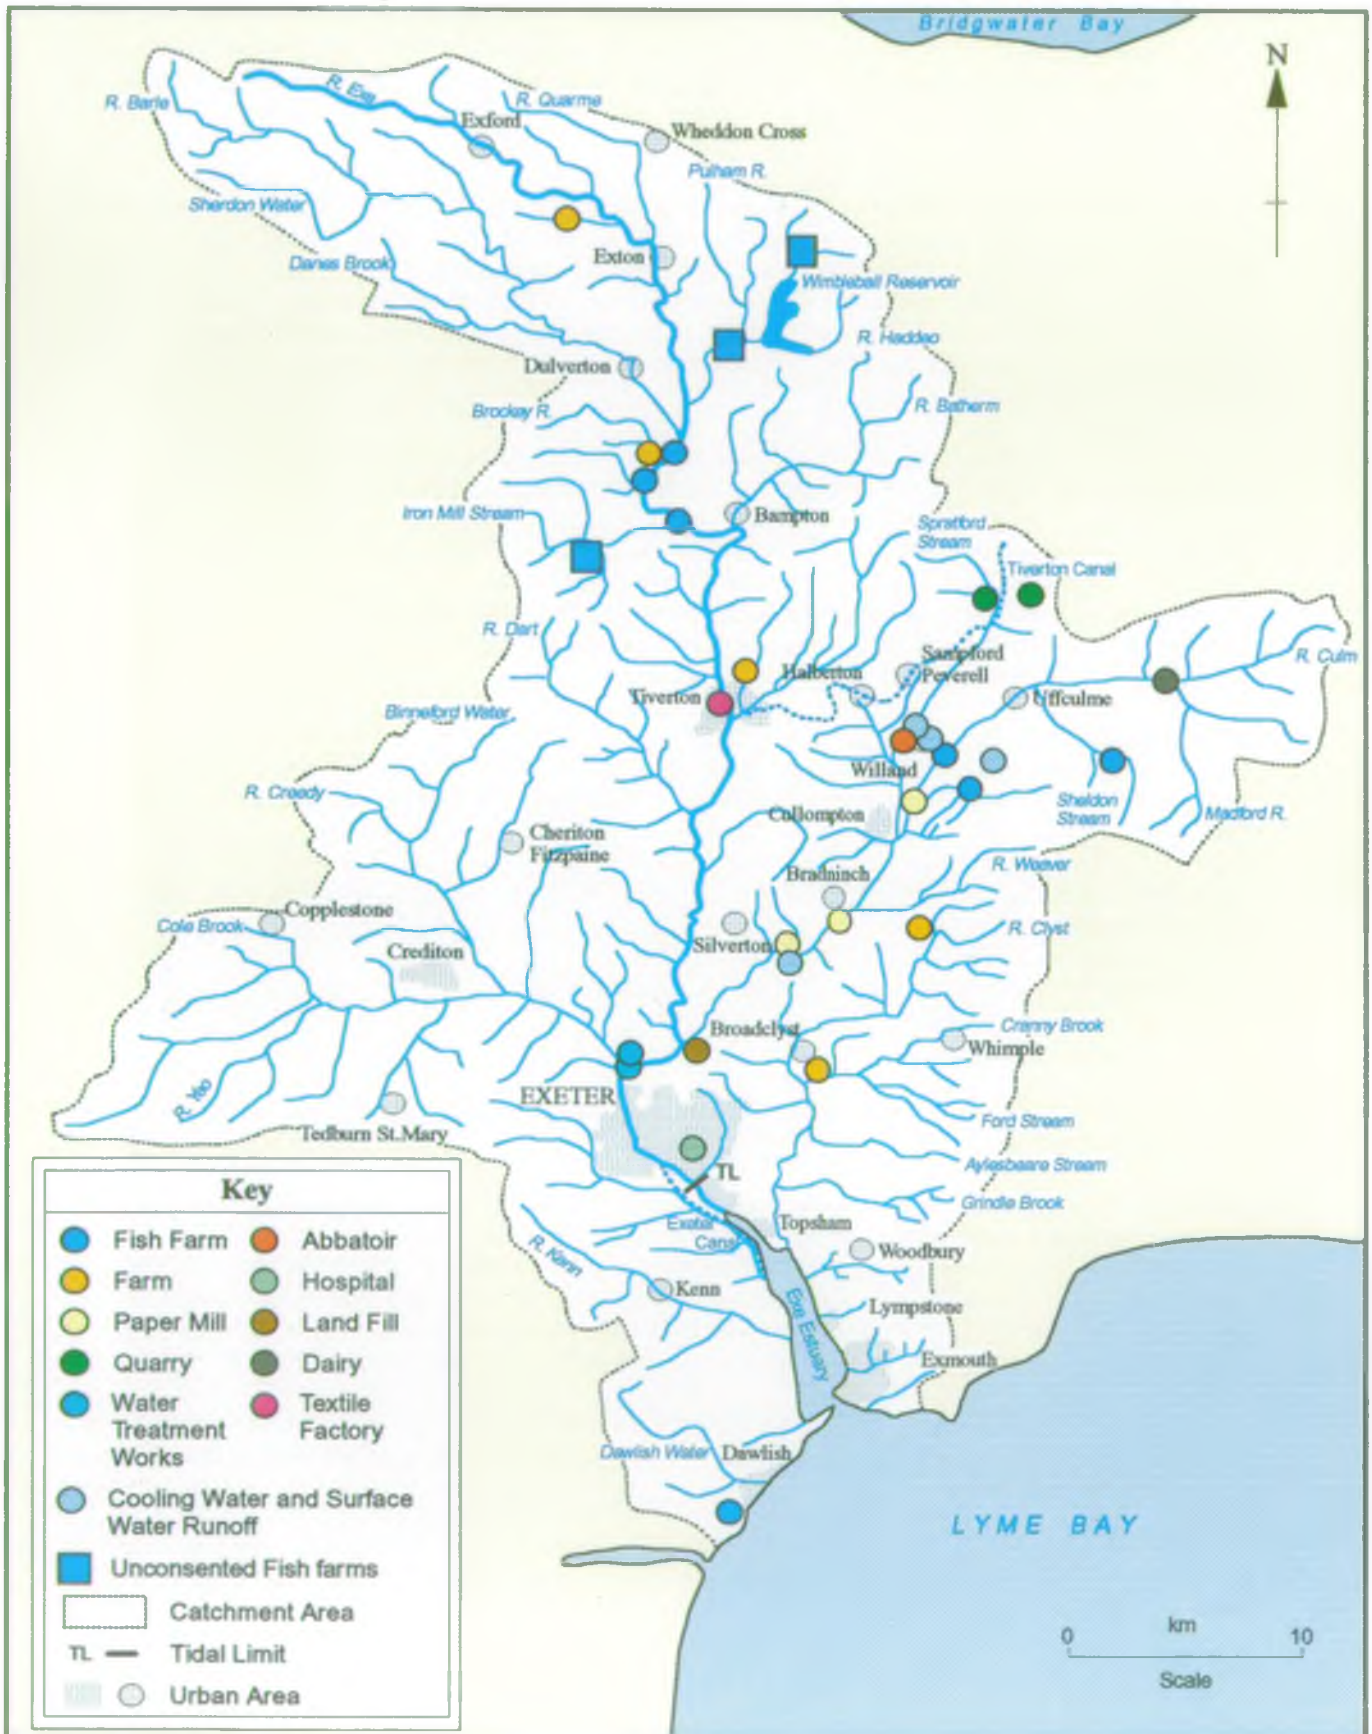 Bridgwater Bay
N
R. Barle
R. Exe
R. Quarme
Exford
Wheddon Cross
Pulham R.
Sherdon Water
Danes Brook
Exton
Wimbleball Reservoir
R. Haddeo
Dulverton
Brockey R.
R. Batherm
Iron Mill Stream
Bampton
Spratford
Stream
Tiverton Canal
R. Dart
Halberton
Sampford
Peverell
R. Culm
Tiverton
Uffculme
Binneford Water
Willand
R. Creedy
Cullompton
Sheldon
Stream
Madford R.
Cheriton
Fitzpaine
Bradninch
R. Weaver
Copplestone
Cole Brook
R. Clyst
Crediton
Silverton
Broadclyst
Cranny Brook
Whimple
R. Yeo
EXETER
Ford Stream
Tedburn St.Mary
Aylesbeare Stream
TL
Grindle Brook
Exeter
Canal
Topsham
Woodbury
R. Kenn
Kenn
Exe Estuary
Lympstone
Exmouth
Dawlish Water
Dawlish
LYME BAY
km
0
10
Scale
Key
Fish Farm
Abbatoir
Farm
Hospital
Paper Mill
Land Fill
Quarry
Dairy
Water
Treatment
Works
Textile
Factory
Cooling Water and Surface
Water Runoff
Unconsented Fish farms
Catchment Area
TL
Tidal Limit
Urban Area